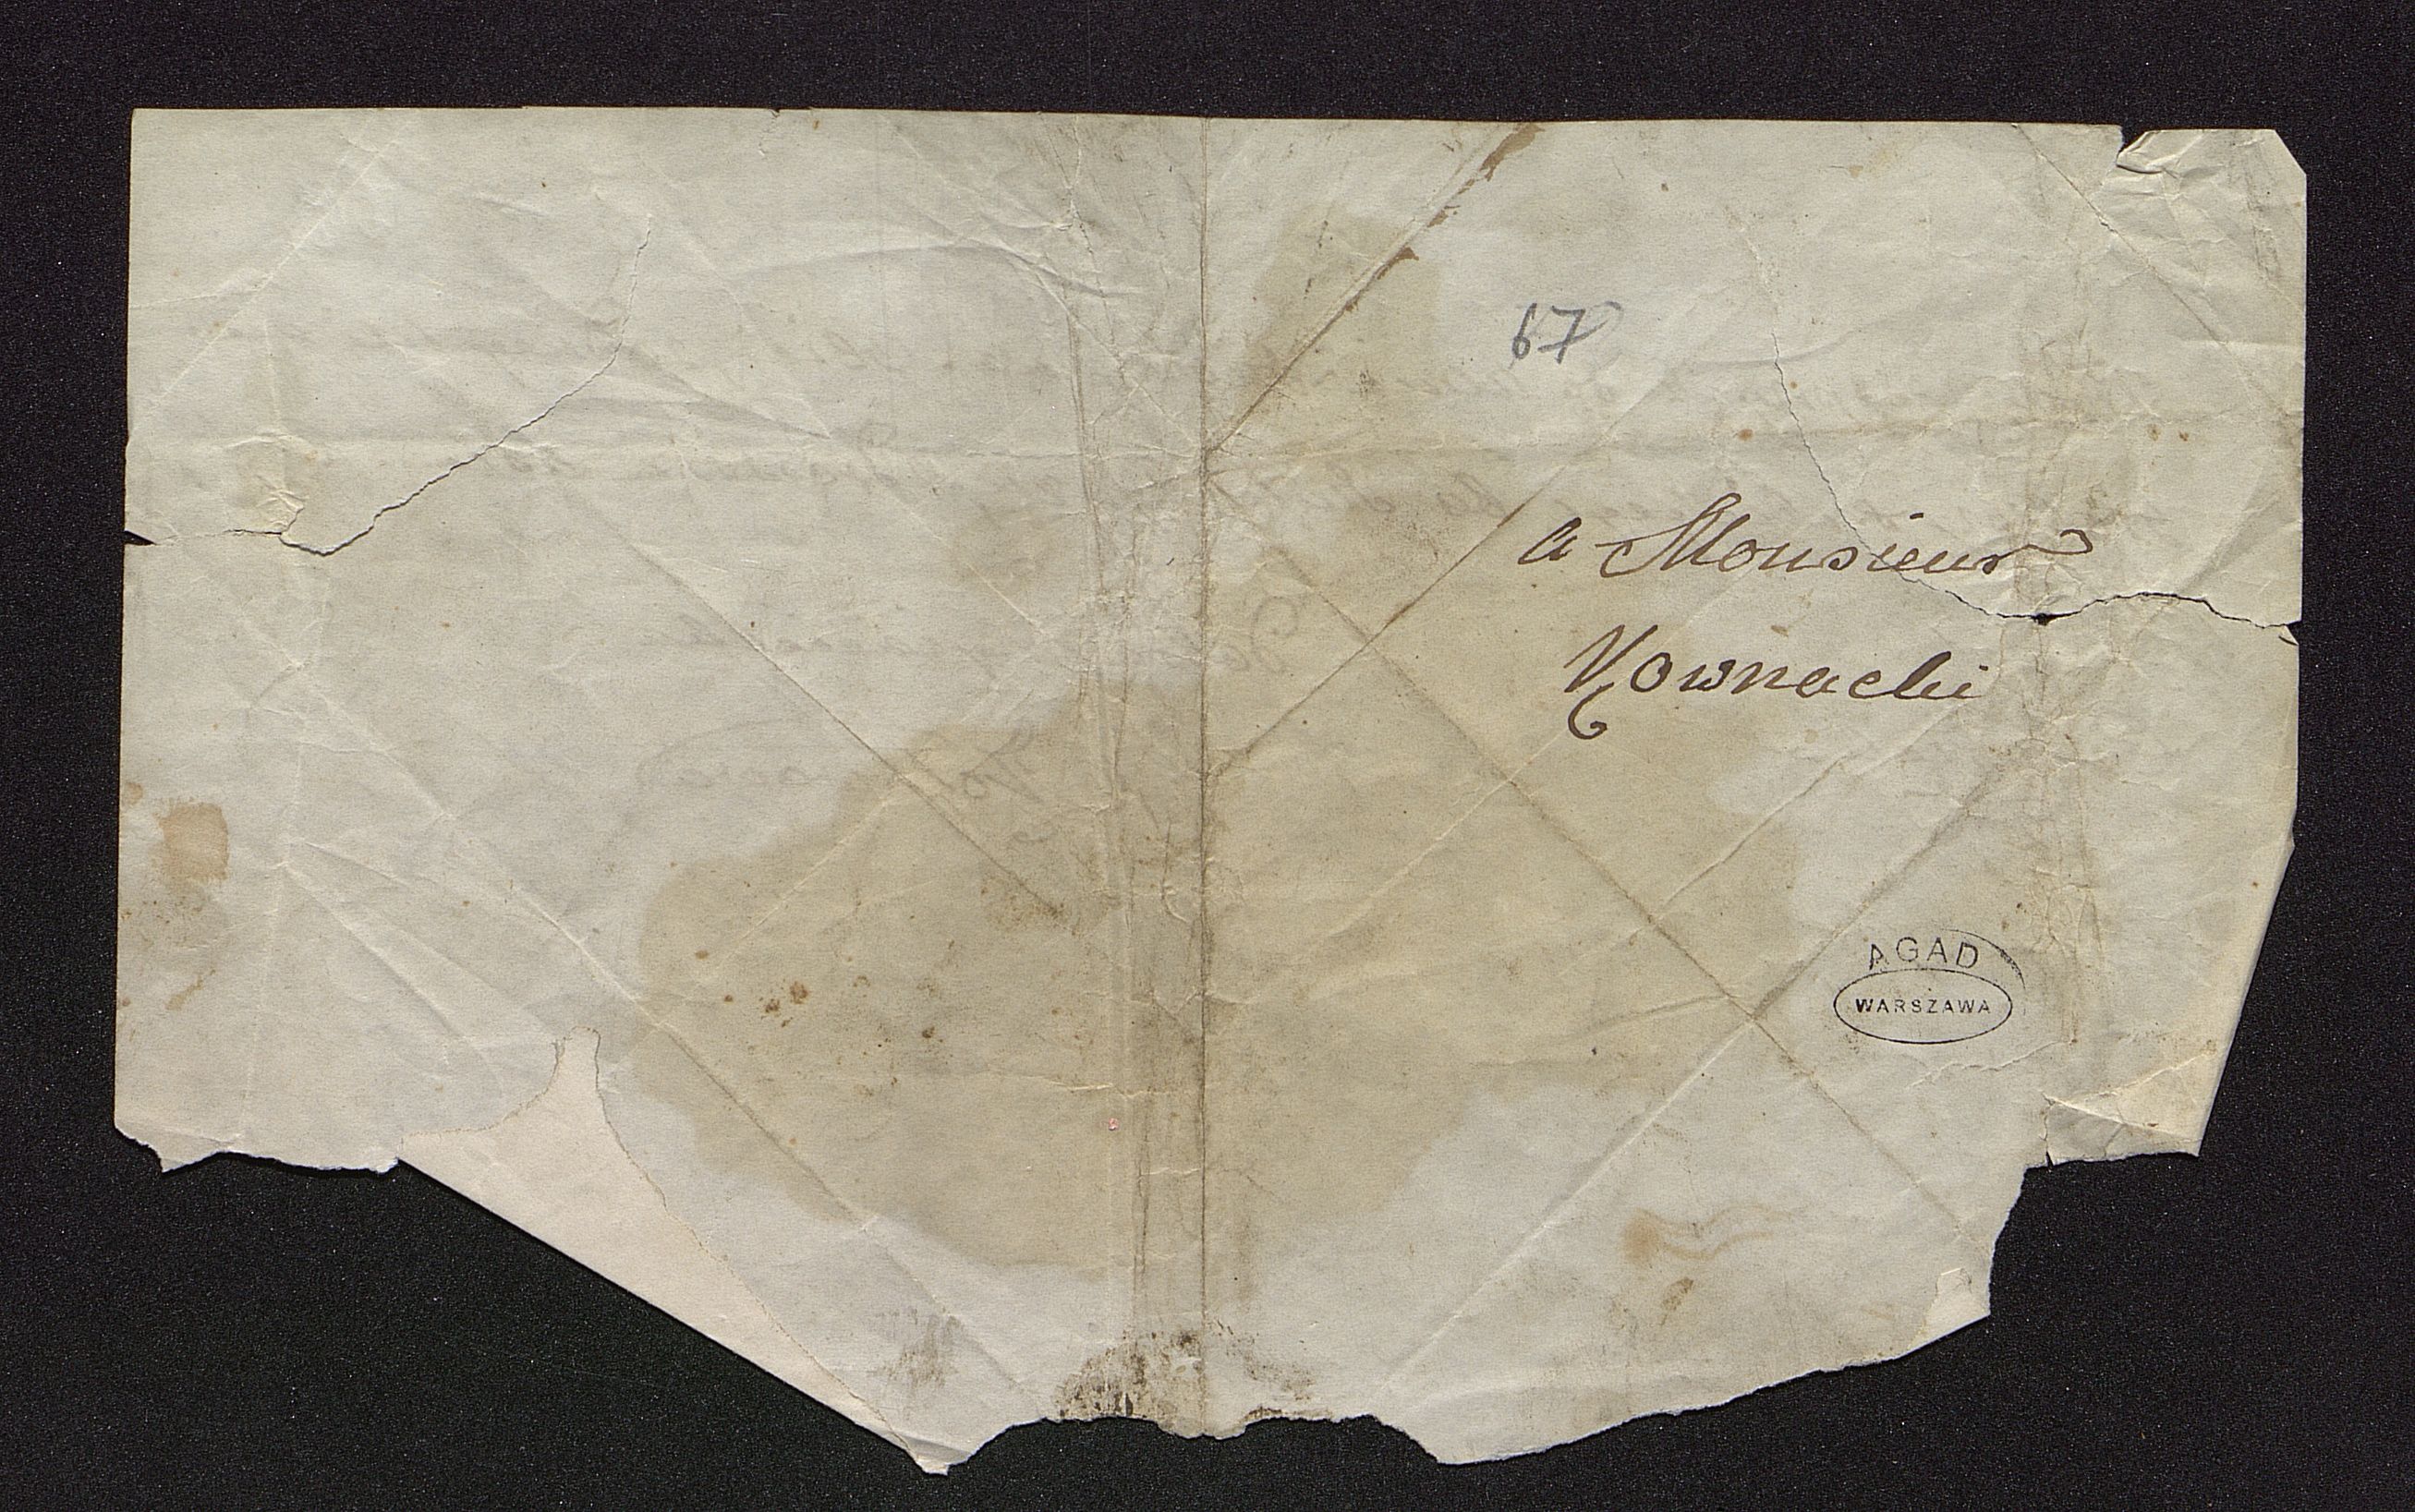 67
a Monsieur
Kownacki
AGAD
WARSZAWA